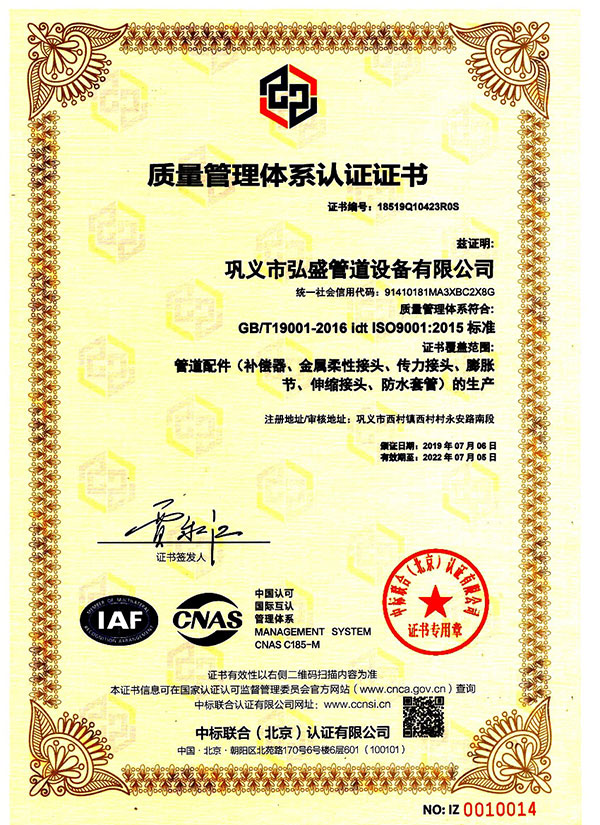 质量管理体系认证证书
证书编号：18519Q10423R0S
兹证明:
巩义市弘盛管道设备有限公司
统一社会信用代码：91410181MA3XBC2X8G
质量管理体系符合:
GB/T19001-2016 idt ISO9001:2015 标准
证书覆盖范围:
管道配件（补偿器、金属柔性接头、传力接头、膨胀
节、伸缩接头、防水套管）的生产
注册地址/审核地址：巩义市西村镇西村村永安路南段
颁证日期：2019 年 07 月 06 日
有效期至：2022 年 07 月 05 日
证书签发人
MEMBER OF MULTILATERAL
IAF
RECOGNITION ARRANGEMENT
CNAS
中国认可
国际互认
管理体系
MANAGEMENT SYSTEM
CNAS C185-M
中标联合（北京）认证有限公司
证书专用章
证书有效性以右侧二维码扫描内容为准
本证书信息可在国家认证认可监督管理委员会官方网站（www.cnca.gov.cn）查询
中标联合认证有限公司网址：www.ccnsi.cn
中标联合（北京）认证有限公司
中国·北京·朝阳区北苑路170号6号楼6层601（100101）
NO: IZ 0010014